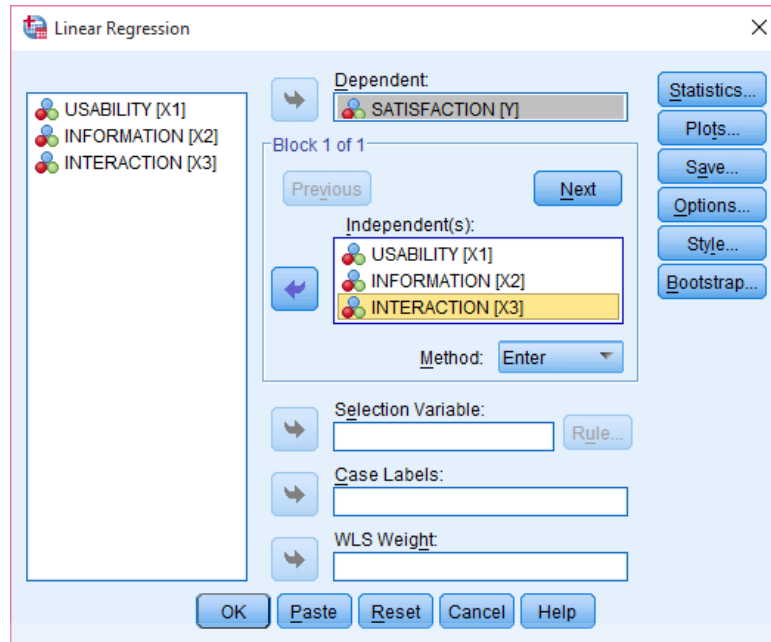 Linear Regression
USABILITY [X1]
INFORMATION [X2]
INTERACTION [X3]
Dependent:
SATISFACTION [Y]
Block 1 of 1
Previous
Next
Independent(s):
USABILITY [X1]
INFORMATION [X2]
INTERACTION [X3]
Method:
Enter
Selection Variable:
Rule...
Case Labels:
WLS Weight:
Statistics...
Plots...
Save...
Options...
Style...
Bootstrap...
OK
Paste
Reset
Cancel
Help